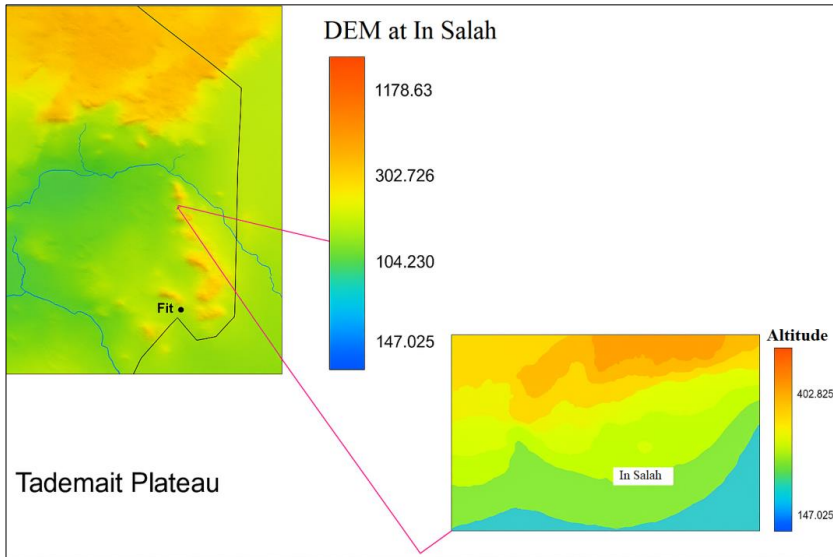 DEM at In Salah
1178.63
302.726
104.230
147.025
Fit
Altitude
402.825
In Salah
147.025
Tademait Plateau